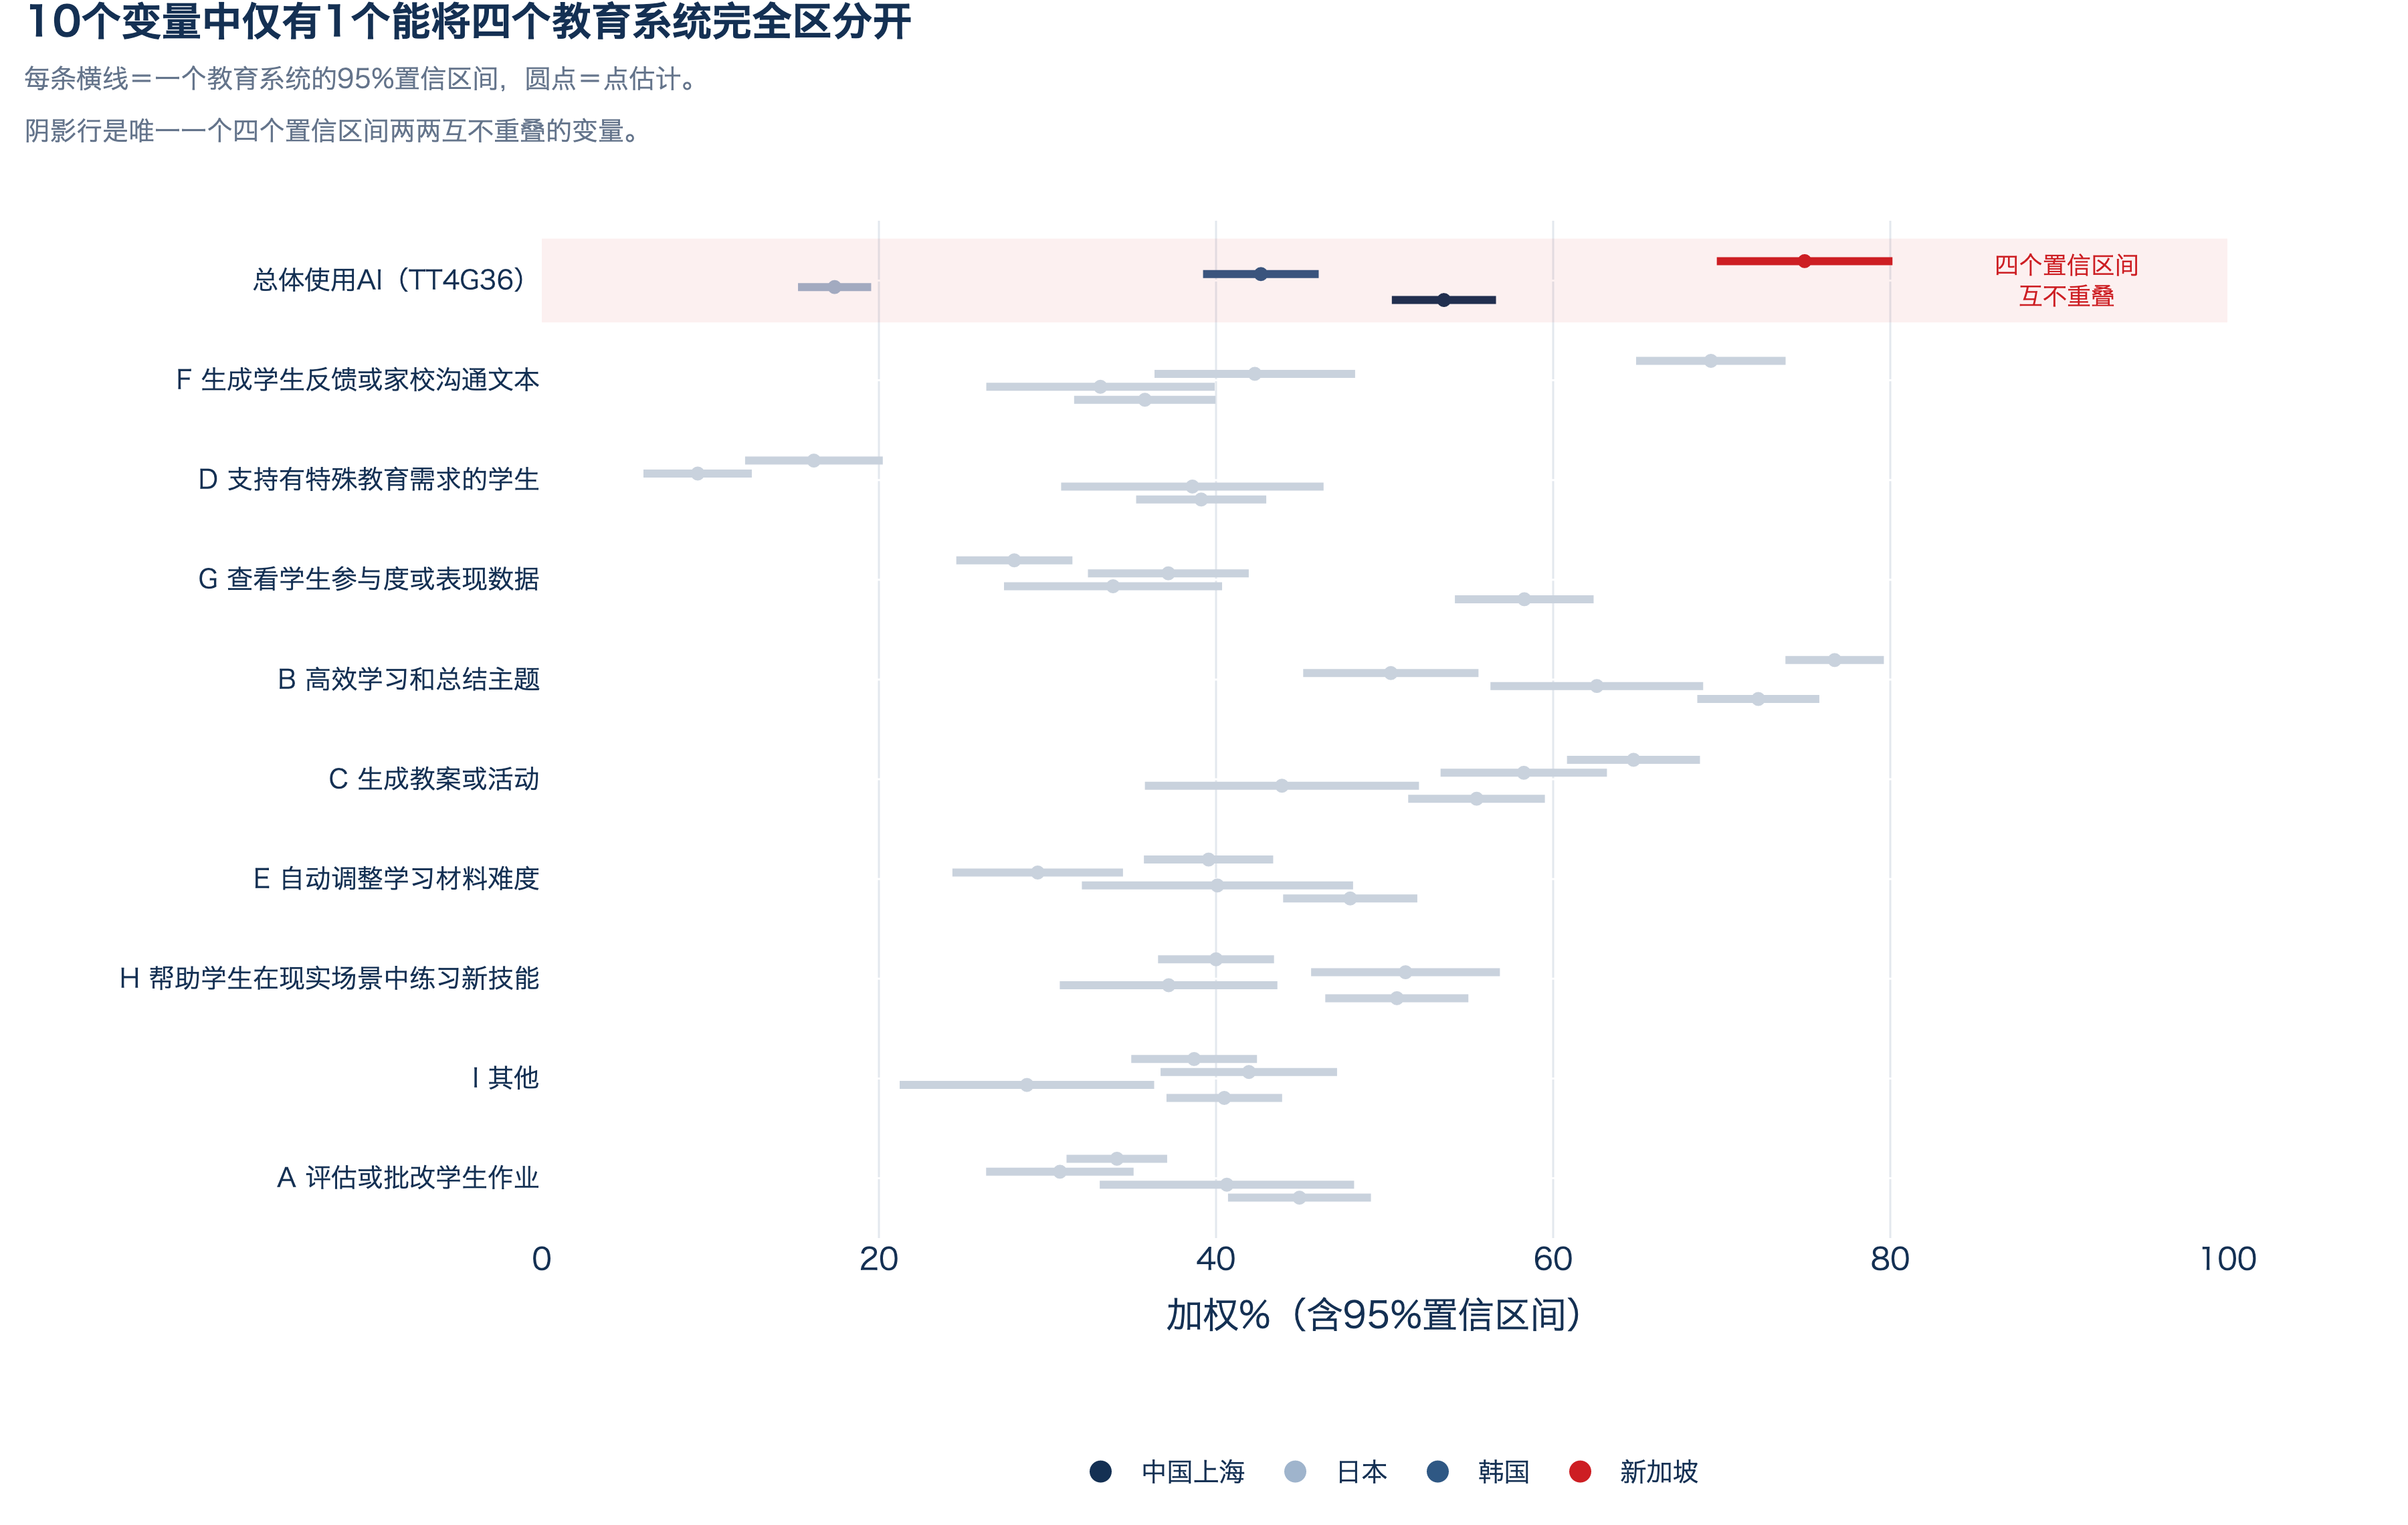 10个变量中仅有1个能将四个教育系统完全区分开
每条横线＝一个教育系统的95%置信区间，圆点＝点估计。
阴影行是唯一一个四个置信区间两两互不重叠的变量。
总体使用AI（TT4G36）
四个置信区间
互不重叠
F 生成学生反馈或家校沟通文本
D 支持有特殊教育需求的学生
G 查看学生参与度或表现数据
B 高效学习和总结主题
C 生成教案或活动
E 自动调整学习材料难度
H 帮助学生在现实场景中练习新技能
I 其他
A 评估或批改学生作业
0 20 40 60 80 100
加权%（含95%置信区间）
中国上海 日本 韩国 新加坡